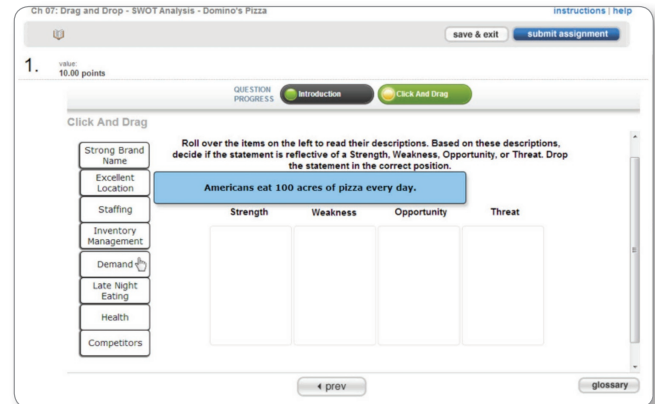 Ch 07: Drag and Drop - SWOT Analysis - Domino's Pizza
instructions | help
save & exit
submit assignment
1.
value:
10.00 points
QUESTION
PROGRESS
Introduction
Click And Drag
Click And Drag
Roll over the items on the left to read their descriptions. Based on these descriptions,
decide if the statement is reflective of a Strength, Weakness, Opportunity, or Threat. Drop
the statement in the correct position.
Strong Brand
Name
Excellent
Location
Americans eat 100 acres of pizza every day.
Staffing
Strength
Weakness
Opportunity
Threat
Inventory
Management
Demand
Late Night
Eating
Health
Competitors
prev
glossary